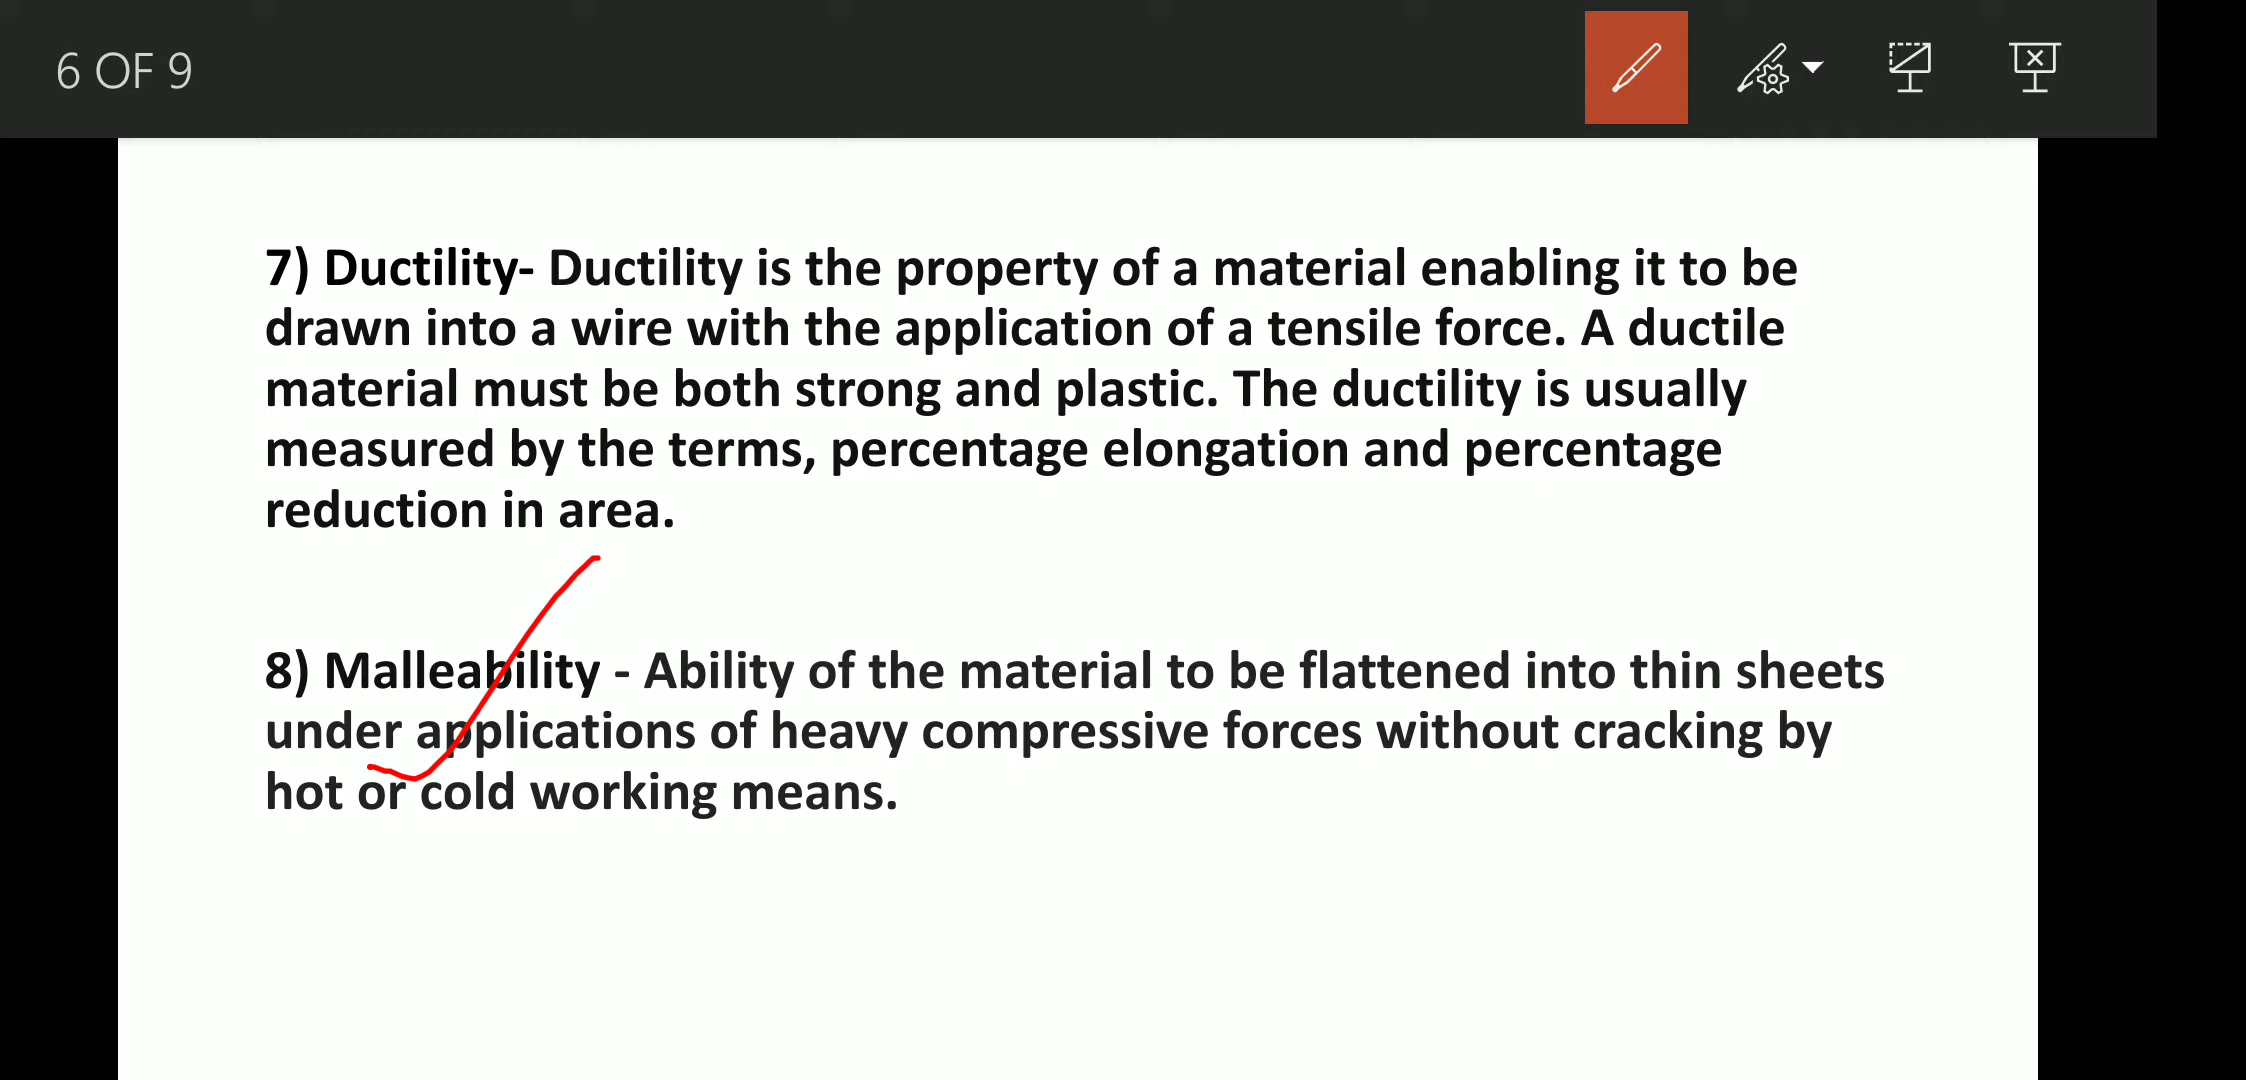 6 OF 9
7) Ductility- Ductility is the property of a material enabling it to be
drawn into a wire with the application of a tensile force. A ductile
material must be both strong and plastic. The ductility is usually
measured by the terms, percentage elongation and percentage
reduction in area.
8) Malleability - Ability of the material to be flattened into thin sheets
under applications of heavy compressive forces without cracking by
hot or cold working means.